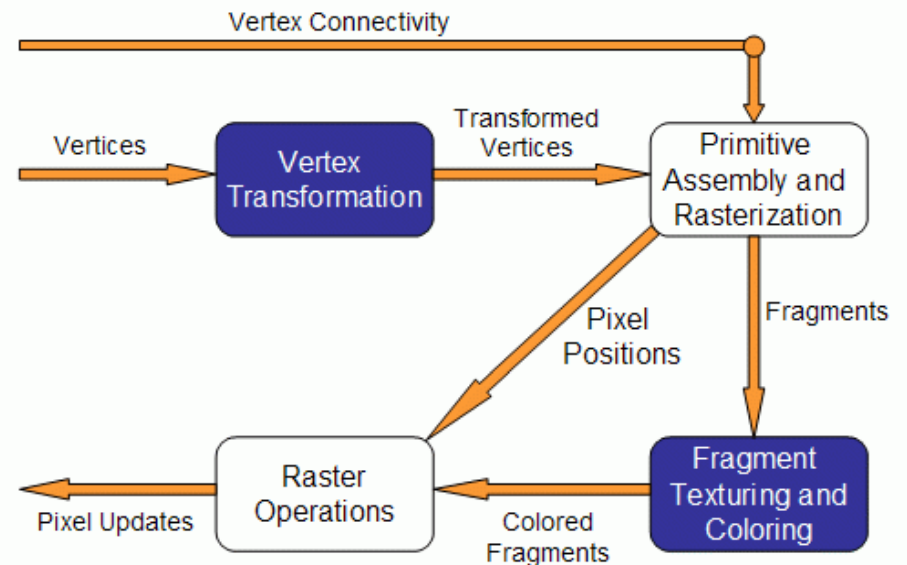 Vertex Connectivity
Vertices
Vertex
Transformation
Transformed
Vertices
Primitive
Assembly and
Rasterization
Pixel
Positions
Fragments
Fragment
Texturing and
Coloring
Colored
Fragments
Raster
Operations
Pixel Updates